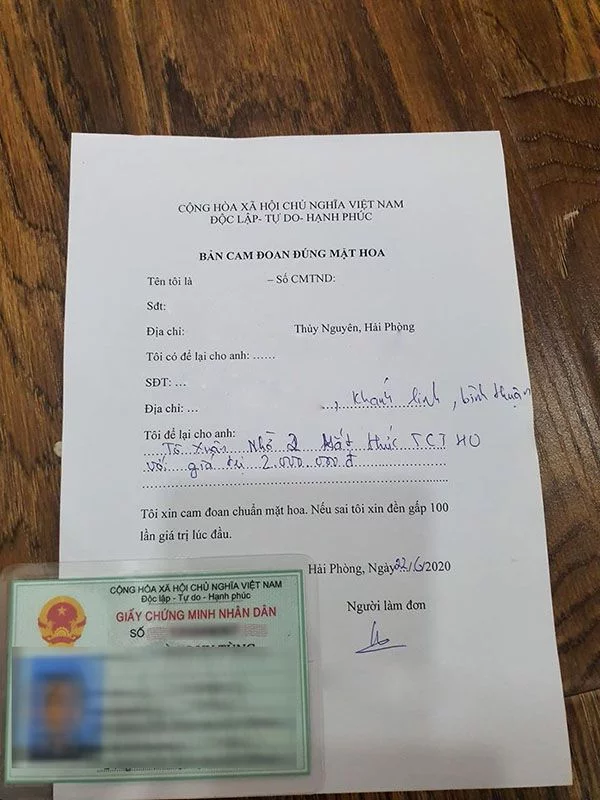 CỘNG HÒA XÃ HỘI CHỦ NGHĨA VIỆT NAM
ĐỘC LẬP- TỰ DO- HẠNH PHÚC
BẢN CAM ĐOAN ĐÚNG MẶT HOA
Tên tôi là – Số CMTND:
Sđt:
Địa chỉ: Thủy Nguyên, Hải Phòng
Tôi có để lại cho anh: ……
SĐT: …
Địa chỉ: … ..., Khánh linh, bình thuận
Tôi để lại cho anh:
Tô Xuân Nhờ 2 Mắt thức 5CT HO
với giá trị 2.000.000 đ
Tôi xin cam đoan chuẩn mặt hoa. Nếu sai tôi xin đền gấp 100
lần giá trị lúc đầu.
Hải Phòng, Ngày 22/6/2020
Người làm đơn
CỘNG HÒA XÃ HỘI CHỦ NGHĨA VIỆT NAM
Độc lập - Tự do - Hạnh phúc
GIẤY CHỨNG MINH NHÂN DÂN
SỐ